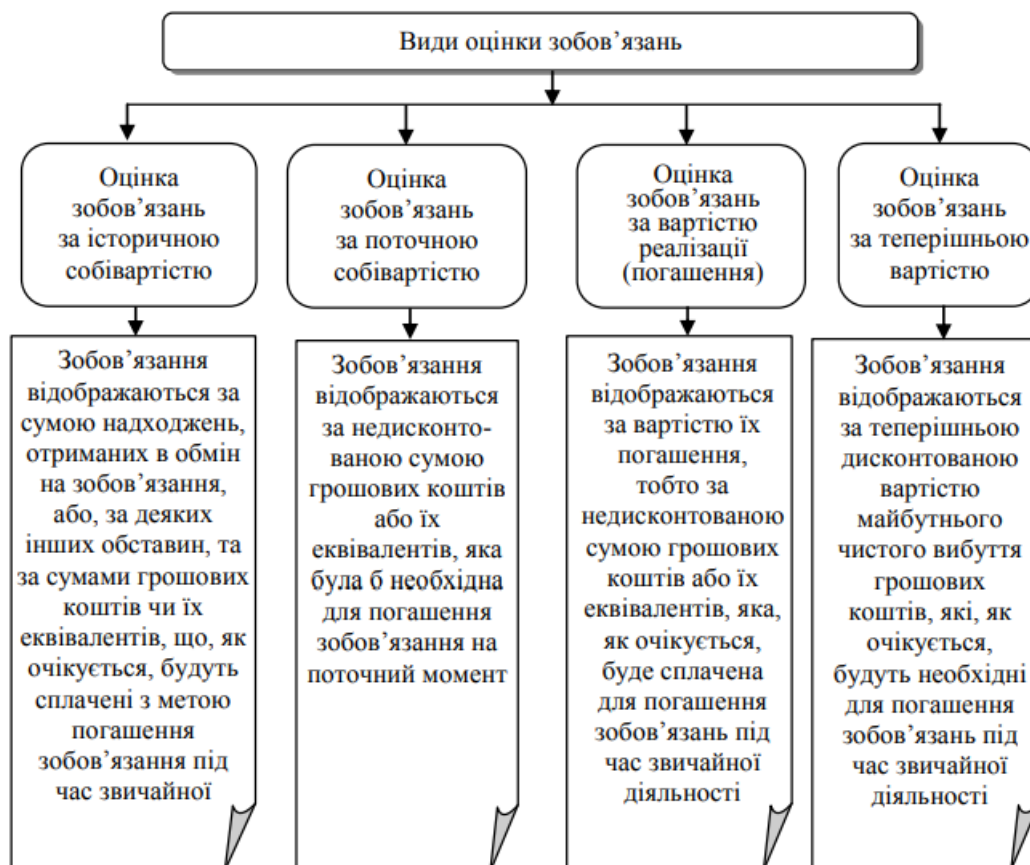 Види оцінки зобов’язань
Оцінка
зобов’язань
за історичною
собівартістю
Оцінка
зобов’язань
за поточною
собівартістю
Оцінка
зобов’язань
за вартістю
реалізації
(погашення)
Оцінка
зобов’язань
за теперішньою
вартістю
Зобов’язання
відображаються за
сумою надходжень,
отриманих в обмін
на зобов’язання,
або, за деяких
інших обставин, та
за сумами грошових
коштів чи їх
еквівалентів, що, як
очікується, будуть
сплачені з метою
погашення
зобов’язання під
час звичайної
Зобов’язання
відображаються
за недисконто-
ваною сумою
грошових коштів
або їх
еквівалентів, яка
була б необхідна
для погашення
зобов’язання на
поточний момент
Зобов’язання
відображаються
за вартістю їх
погашення,
тобто за
недисконтованою
сумою грошових
коштів або їх
еквівалентів, яка,
як очікується,
буде сплачена
для погашення
зобов’язань під
час звичайної
діяльності
Зобов’язання
відображаються
за теперішньою
дисконтованою
вартістю
майбутнього
чистого вибуття
грошових
коштів, які, як
очікується,
будуть необхідні
для погашення
зобов’язань під
час звичайної
діяльності